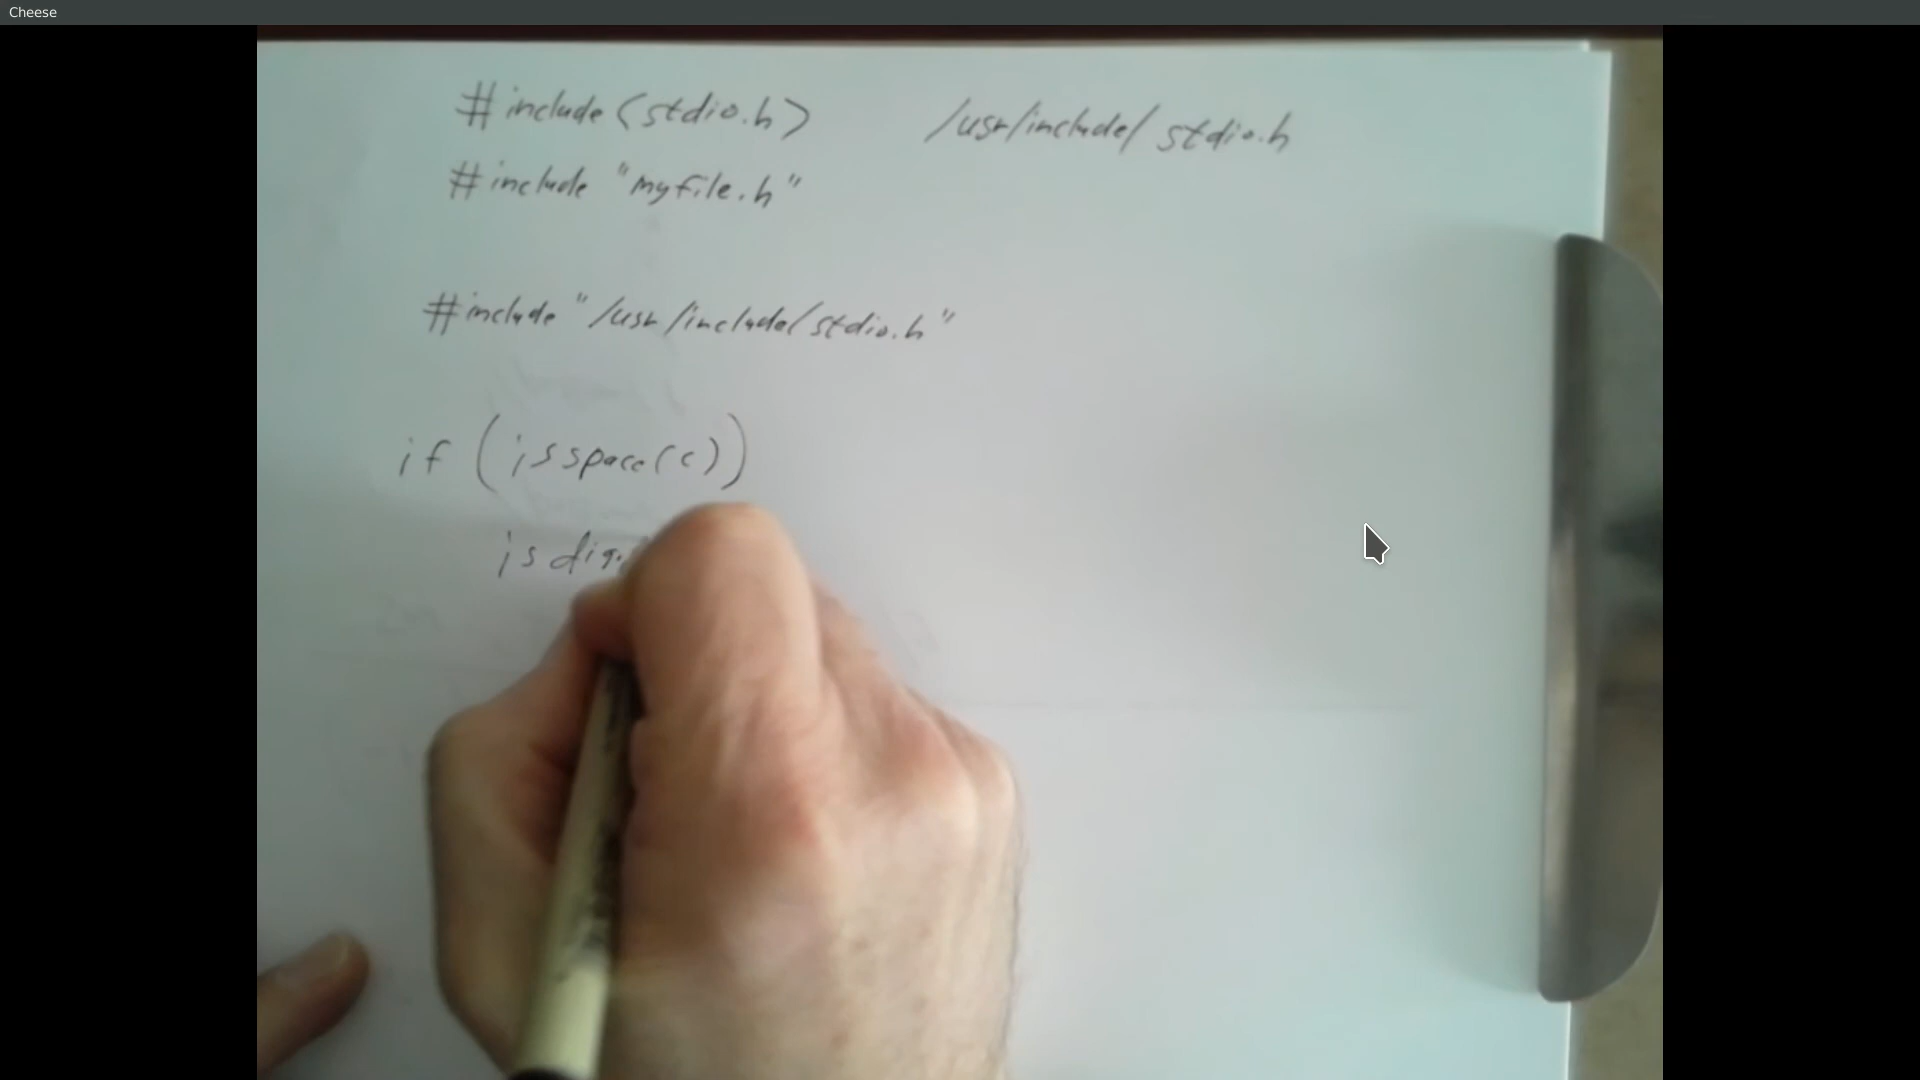 Cheese
#include <stdio.h> /usr/include/stdio.h
#include "myfile.h"
#include "/usr/include/stdio.h"
if (isspace(c))